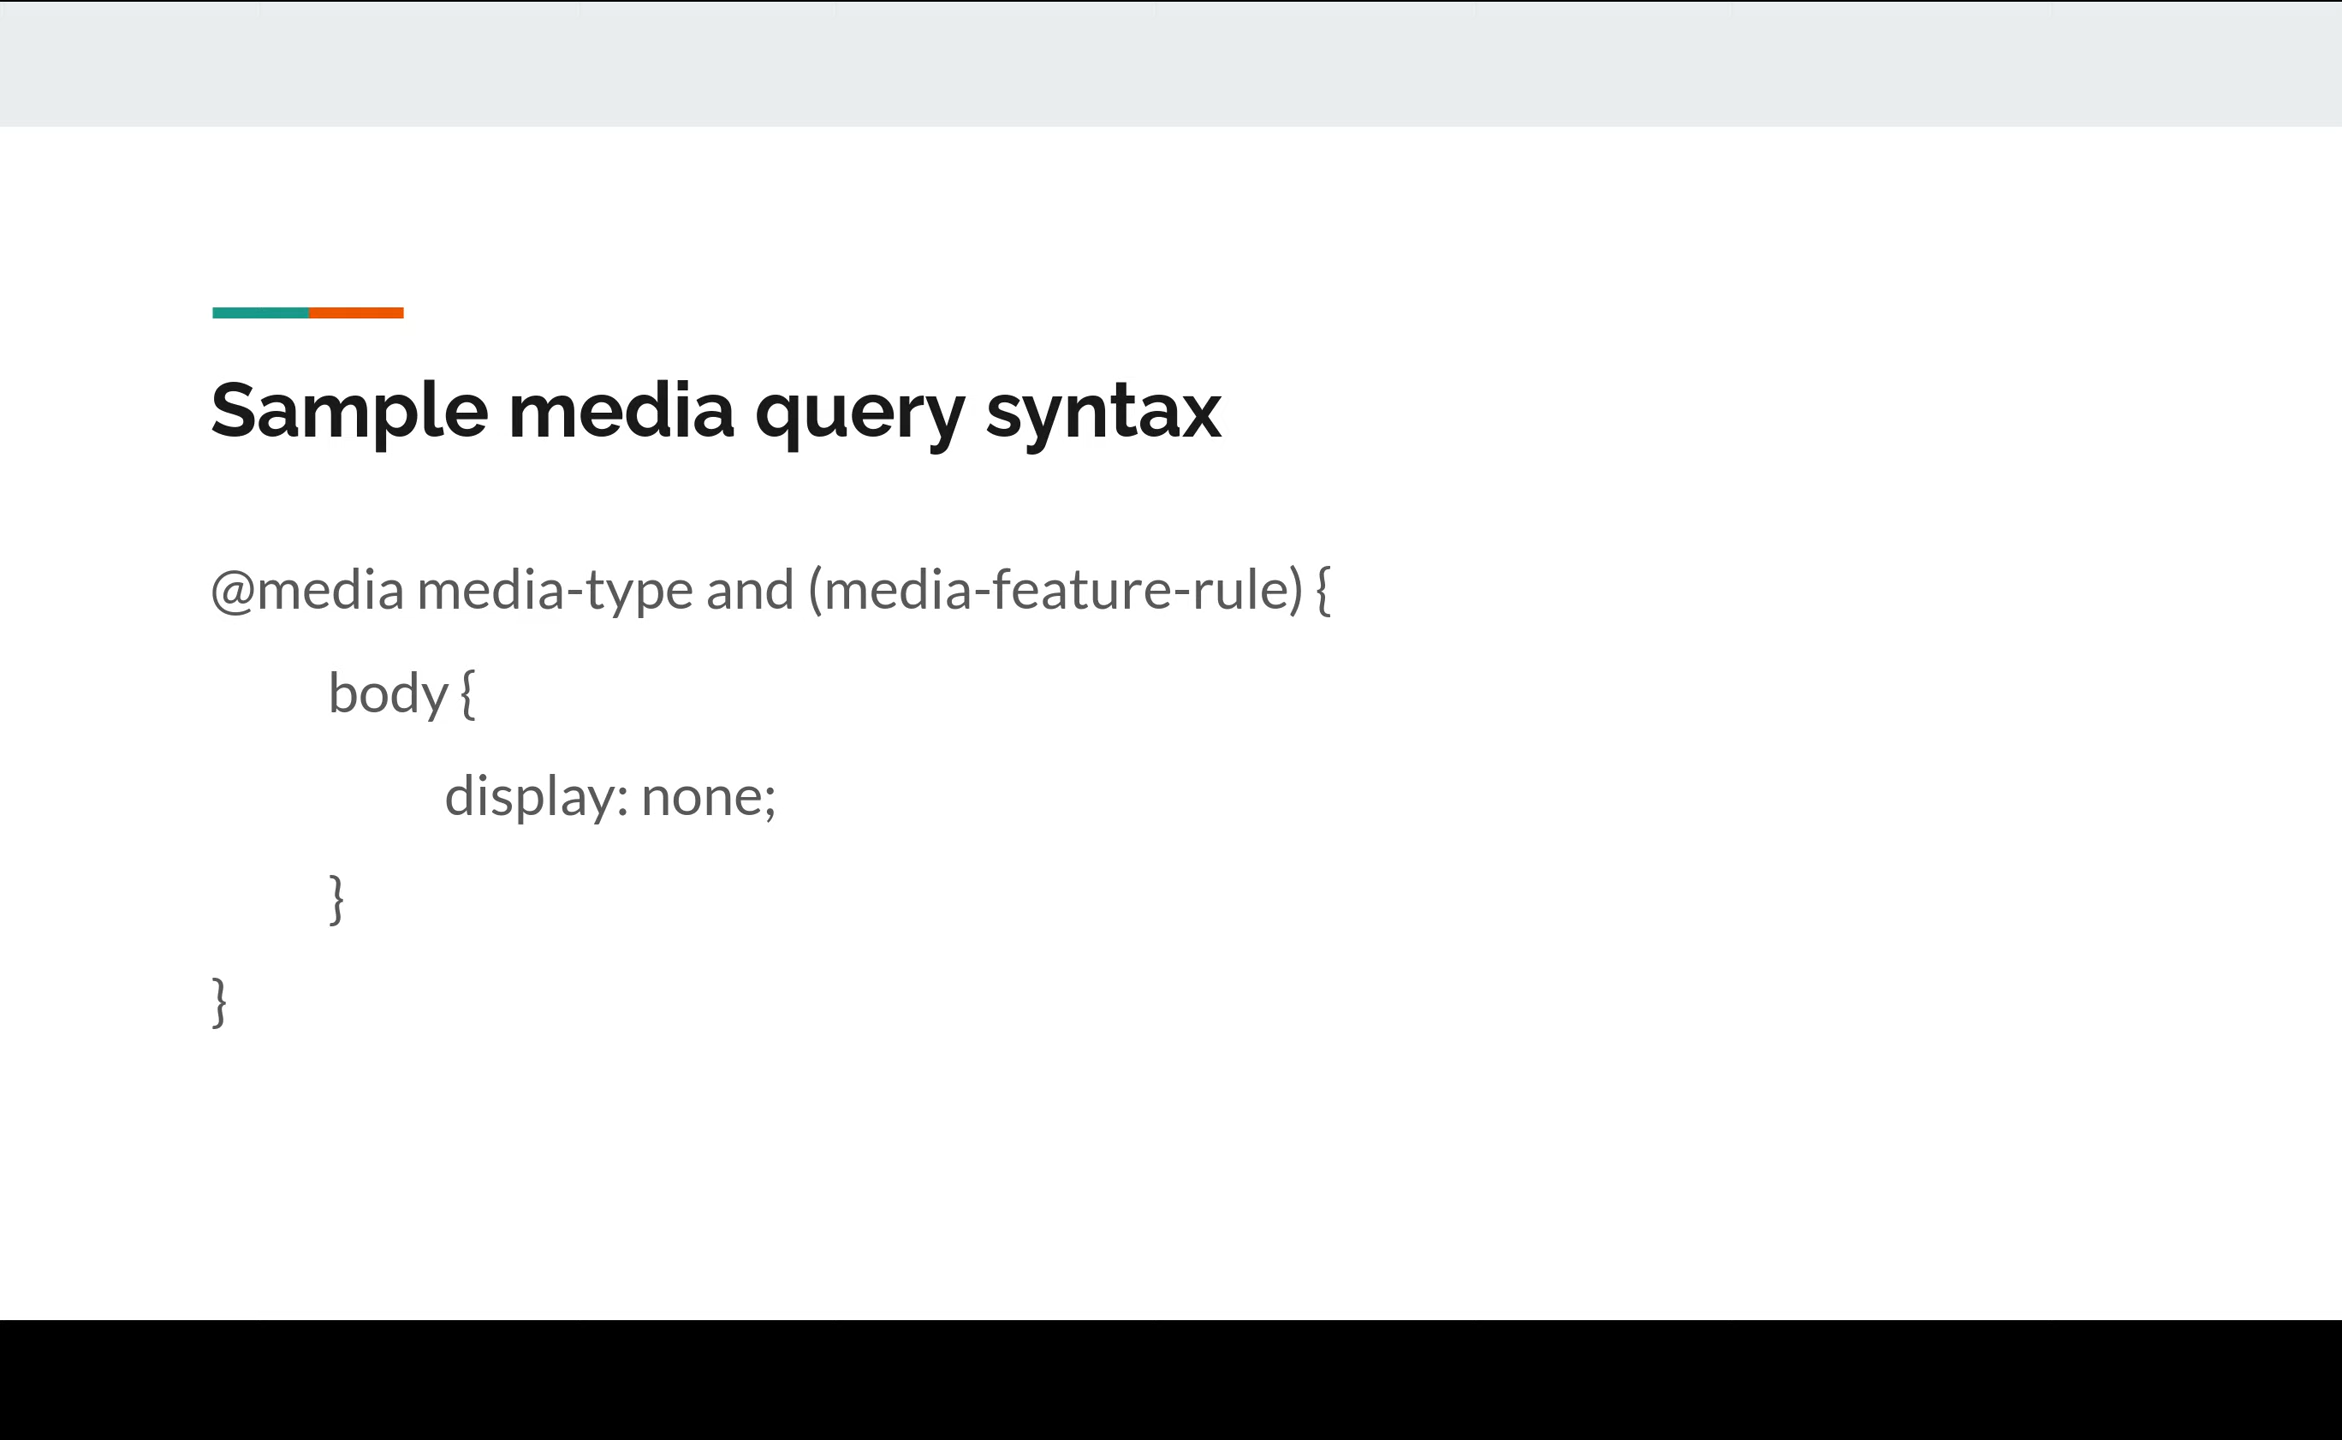 Sample media query syntax
@media media-type and (media-feature-rule) {
body {
display: none;
}
}